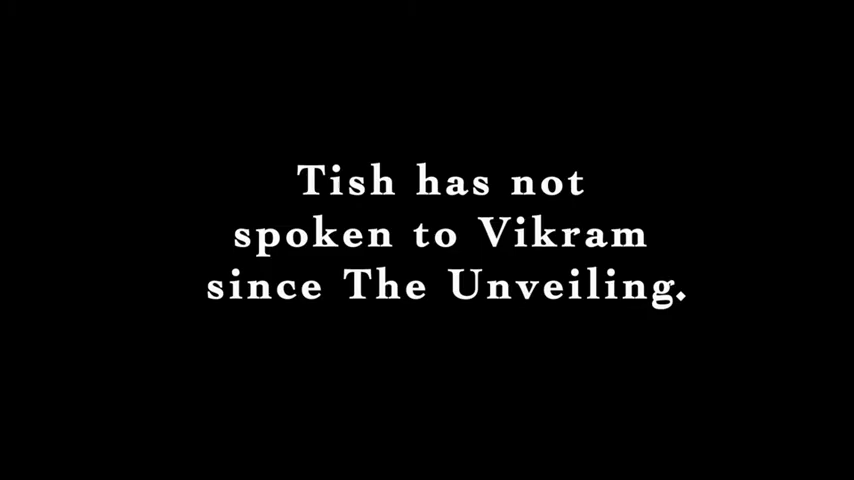 Tish has not
spoken to Vikram
since The Unveiling.